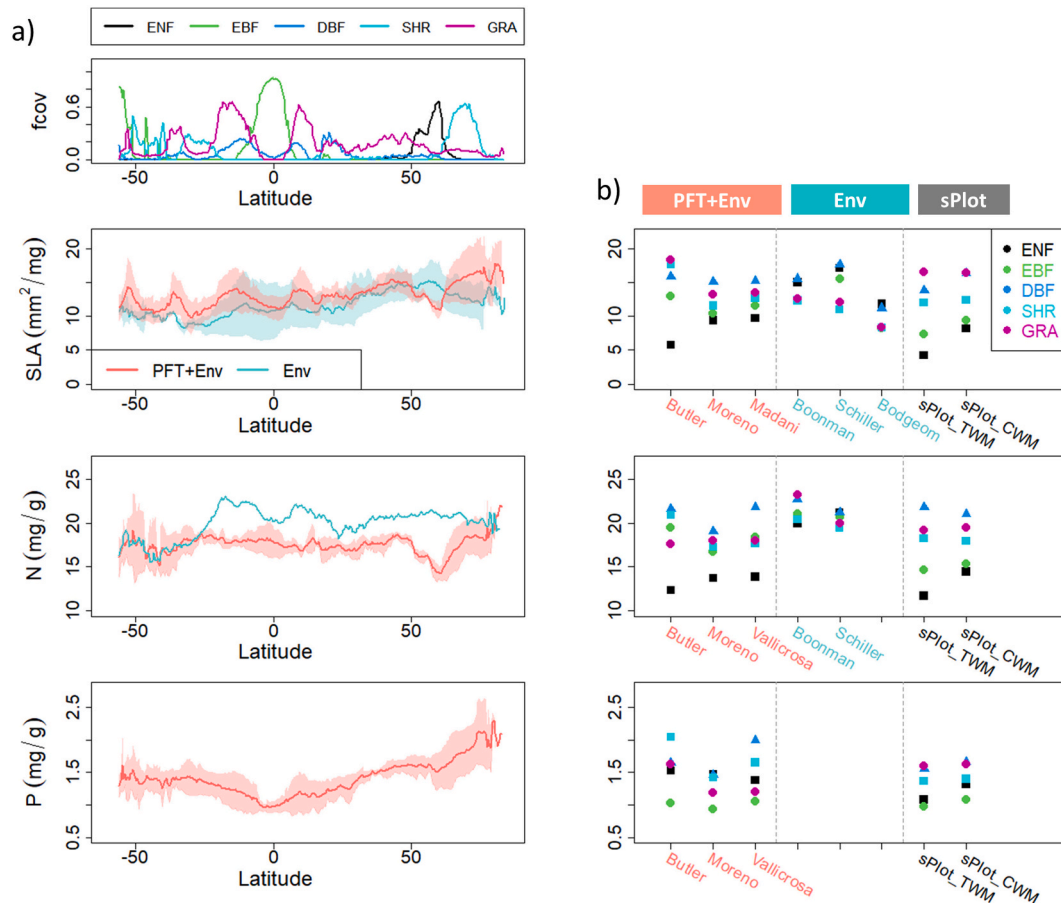 a)
ENF EBF DBF SHR GRA
fcov
0.0 0.6
-50 0 50
Latitude
SLA (mm²/mg)
0 5 10 20
PFT+Env Env
-50 0 50
Latitude
N (mg/g)
10 15 20 25
-50 0 50
Latitude
P (mg/g)
0.5 1.5 2.5
-50 0 50
Latitude
b)
PFT+Env Env sPlot
0 5 10 20
ENF
EBF
DBF
SHR
GRA
Butler Moreno Madani Boonman Schiller Bodgeom sPlot_TWM sPlot_CWM
10 15 20 25
Butler Moreno Vallicrosa Boonman Schiller sPlot_TWM sPlot_CWM
0.5 1.5 2.5
Butler Moreno Vallicrosa sPlot_TWM sPlot_CWM